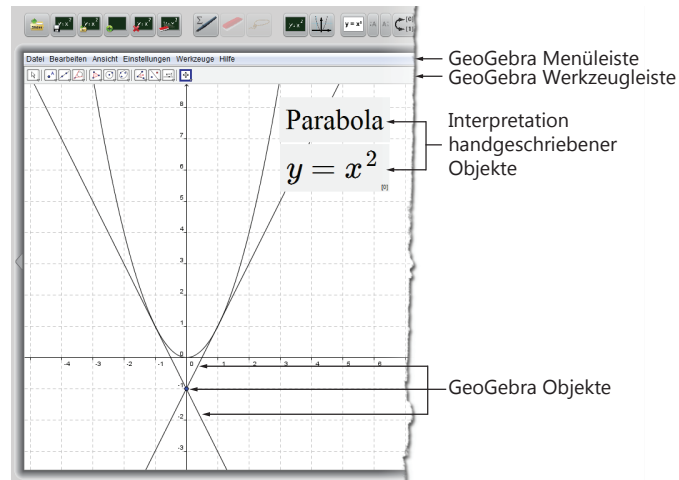 y=x²
Datei Bearbeiten Ansicht Einstellungen Werkzeuge Hilfe
GeoGebra Menüleiste
GeoGebra Werkzeugleiste
Parabola
y = x²
[0]
Interpretation
handgeschriebener
Objekte
8
7
6
5
4
3
2
1
0
-4 -3 -2 -1 0 1 2 3 4 5 6
-1
-2
-3
GeoGebra Objekte